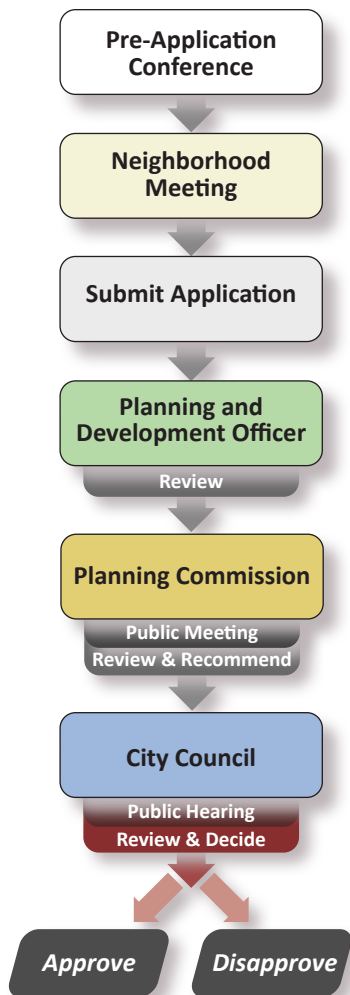 Pre-Application
Conference
Neighborhood
Meeting
Submit Application
Planning and
Development Officer
Review
Planning Commission
Public Meeting
Review & Recommend
City Council
Public Hearing
Review & Decide
Approve
Disapprove